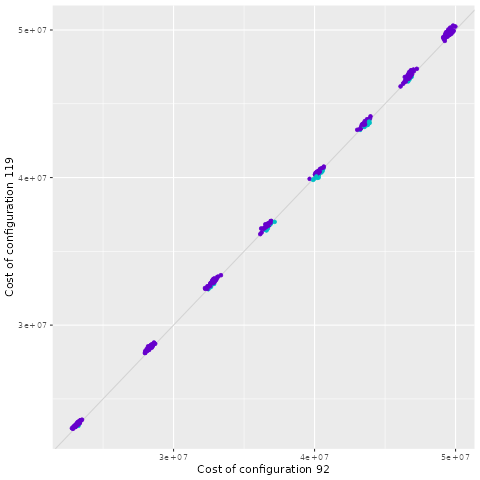 5e+07
4e+07
3e+07
Cost of configuration 119
3e+07
4e+07
5e+07
Cost of configuration 92